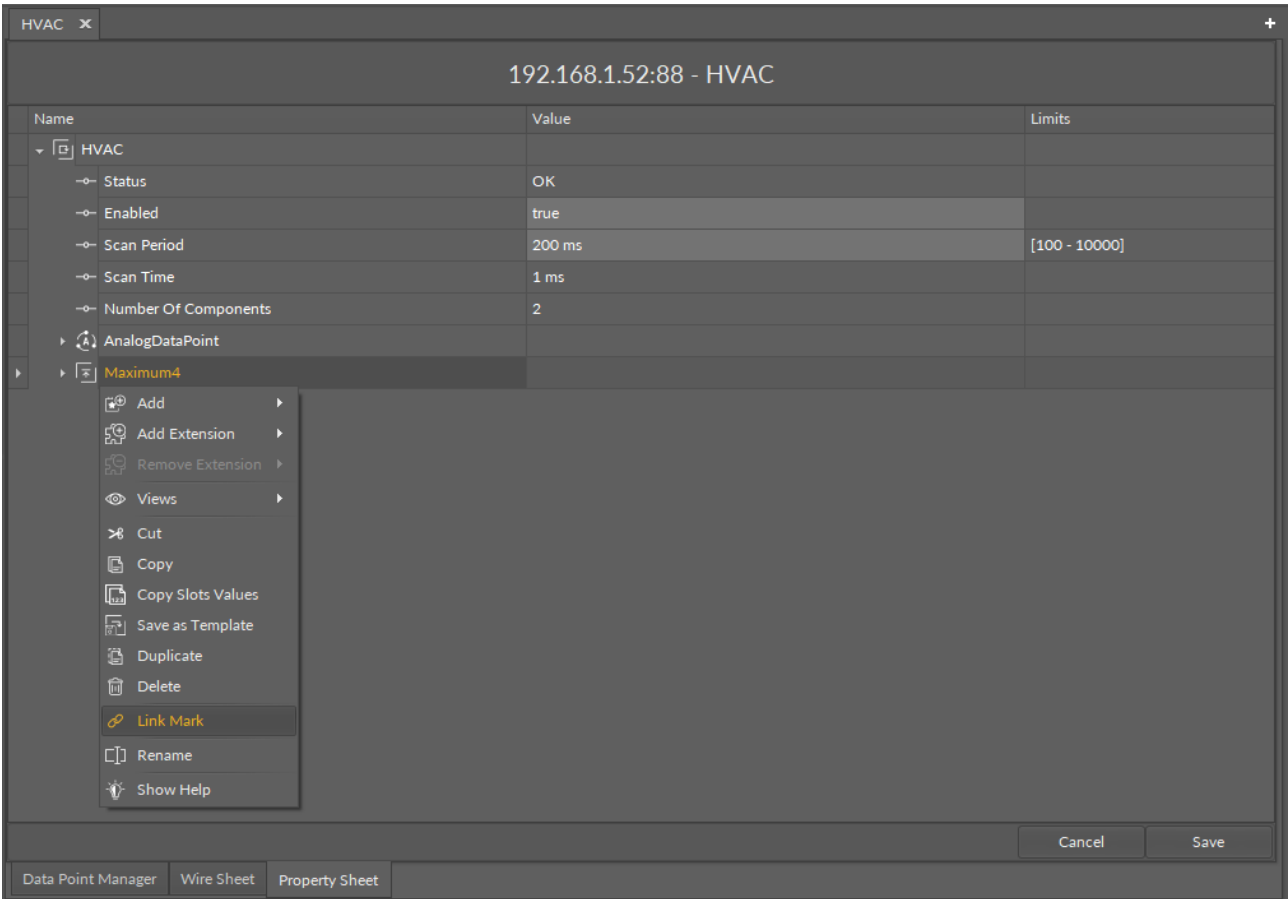 HVAC
192.168.1.52:88 - HVAC
Name Value Limits
HVAC
Status OK
Enabled true
Scan Period 200 ms [100 - 10000]
Scan Time 1 ms
Number Of Components 2
AnalogDataPoint
Maximum4
Add
Add Extension
Remove Extension
Views
Cut
Copy
Copy Slots Values
Save as Template
Duplicate
Delete
Link Mark
Rename
Show Help
Cancel Save
Data Point Manager Wire Sheet Property Sheet